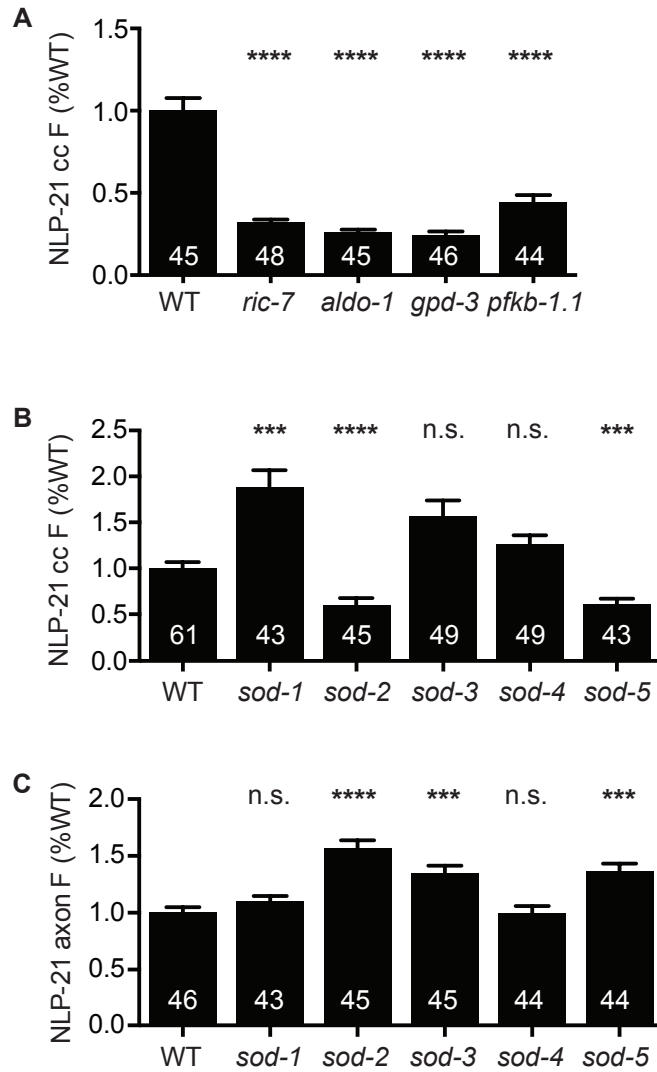 A
NLP-21 cc F (%WT)
1.5
1.0
0.5
0.0
**** **** **** ****
45 48 45 46 44
WT ric-7 aldo-1 gpd-3 pfkb-1.1
B
NLP-21 cc F (%WT)
2.5
2.0
1.5
1.0
0.5
0.0
*** **** n.s. n.s. ***
61 43 45 49 49 43
WT sod-1 sod-2 sod-3 sod-4 sod-5
C
NLP-21 axon F (%WT)
2.0
1.5
1.0
0.5
0.0
n.s. **** *** n.s. ***
46 43 45 45 44 44
WT sod-1 sod-2 sod-3 sod-4 sod-5